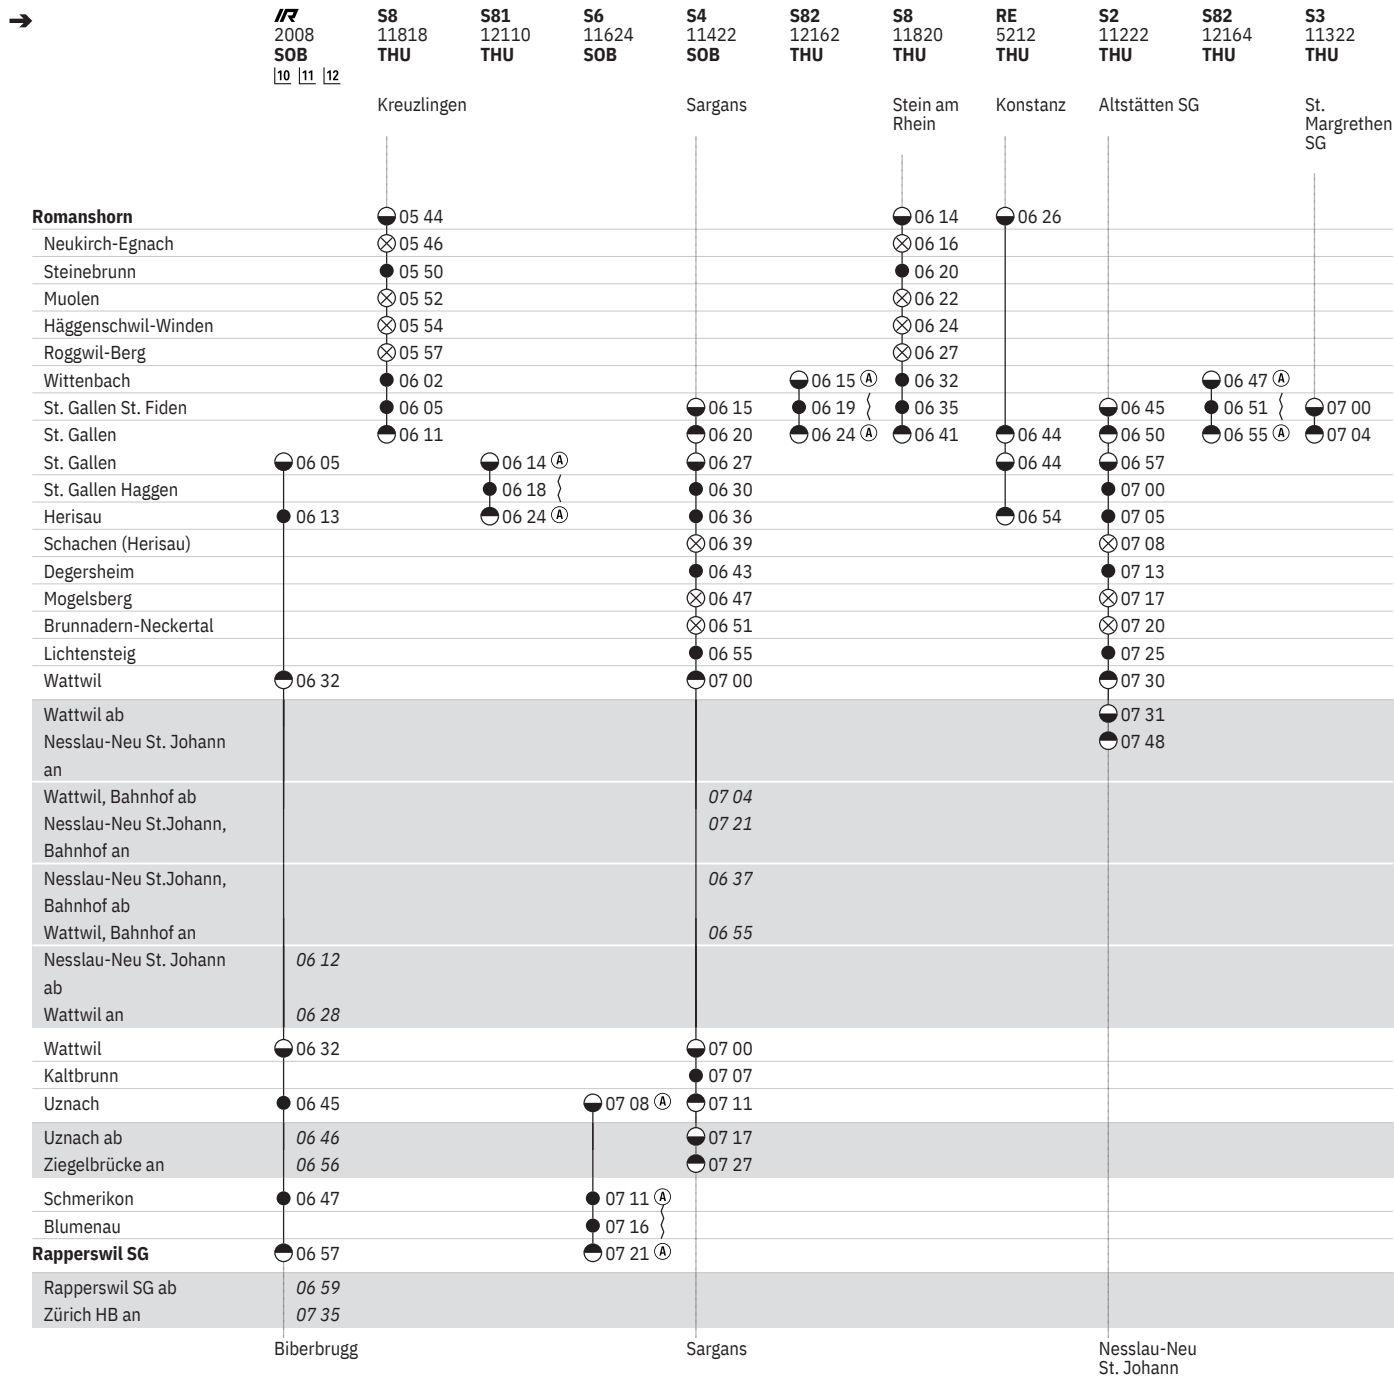 ➔ IR S8 S81 S6 S4 S82 S8 RE S2 S82 S3
2008 11818 12110 11624 11422 12162 11820 5212 11222 12164 11322
SOB THU THU SOB SOB THU THU THU THU THU THU
10 11 12
Kreuzlingen Sargans Stein am Konstanz Altstätten SG St.
Rhein Margrethen
SG
Romanshorn 05 44 06 14 06 26
Neukirch-Egnach 05 46 06 16
Steinebrunn 05 50 06 20
Muolen 05 52 06 22
Häggenschwil-Winden 05 54 06 24
Roggwil-Berg 05 57 06 27
Wittenbach 06 02 06 15 Ⓐ 06 32 06 47 Ⓐ
St. Gallen St. Fiden 06 05 06 15 06 19 06 35 06 45 06 51 07 00
St. Gallen 06 11 06 20 06 24 Ⓐ 06 41 06 44 06 50 06 55 Ⓐ 07 04
St. Gallen 06 05 06 14 Ⓐ 06 27 06 44 06 57
St. Gallen Haggen 06 18 06 30 07 00
Herisau 06 13 06 24 Ⓐ 06 36 06 54 07 05
Schachen (Herisau) 06 39 07 08
Degersheim 06 43 07 13
Mogelsberg 06 47 07 17
Brunnadern-Neckertal 06 51 07 20
Lichtensteig 06 55 07 25
Wattwil 06 32 07 00 07 30
Wattwil ab 07 31
Nesslau-Neu St. Johann 07 48
an
Wattwil, Bahnhof ab 07 04
Nesslau-Neu St.Johann, 07 21
Bahnhof an
Nesslau-Neu St.Johann, 06 37
Bahnhof ab
Wattwil, Bahnhof an 06 55
Nesslau-Neu St. Johann 06 12
ab
Wattwil an 06 28
Wattwil 06 32 07 00
Kaltbrunn 07 07
Uznach 06 45 07 08 Ⓐ 07 11
Uznach ab 06 46 07 17
Ziegelbrücke an 06 56 07 27
Schmerikon 06 47 07 11 Ⓐ
Blumenau 07 16
Rapperswil SG 06 57 07 21 Ⓐ
Rapperswil SG ab 06 59
Zürich HB an 07 35
Biberbrugg Sargans Nesslau-Neu
St. Johann